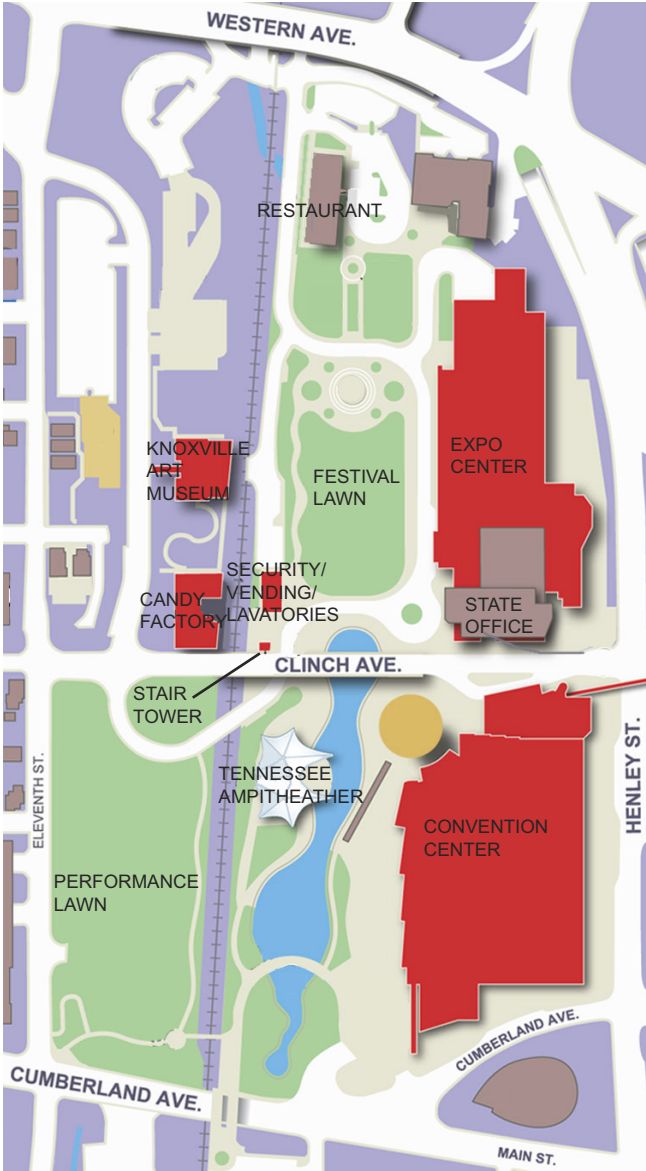 WESTERN AVE.
RESTAURANT
KNOXVILLE
ART
MUSEUM
EXPO
CENTER
FESTIVAL
LAWN
SECURITY/
VENDING/
LAVATORIES
CANDY
FACTORY
STATE
OFFICE
CLINCH AVE.
STAIR
TOWER
HENLEY ST.
ELEVENTH ST.
TENNESSEE
AMPITHEATHER
CONVENTION
CENTER
PERFORMANCE
LAWN
CUMBERLAND AVE.
CUMBERLAND AVE.
MAIN ST.